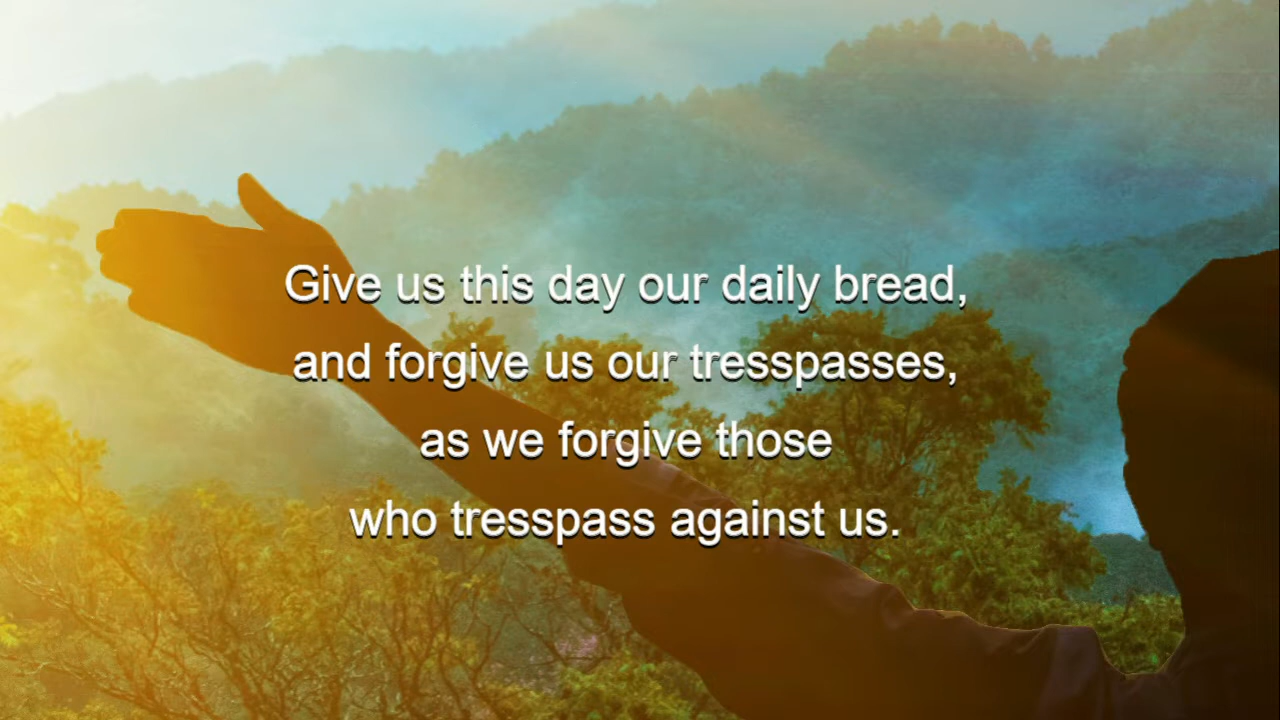 Give us this day our daily bread,
and forgive us our tresspasses,
as we forgive those
who tresspass against us.